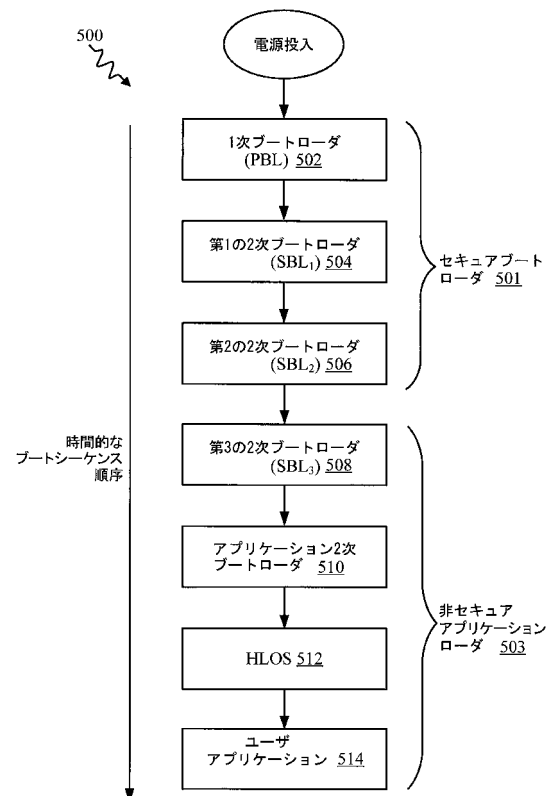 500
電源投入
1次ブートローダ
(PBL) 502
第1の2次ブートローダ
(SBL₁) 504
セキュアブート
ローダ 501
第2の2次ブートローダ
(SBL₂) 506
時間的な
ブートシーケンス
順序
第3の2次ブートローダ
(SBL₃) 508
アプリケーション2次
ブートローダ 510
非セキュア
アプリケーション
ローダ 503
HLOS 512
ユーザ
アプリケーション 514